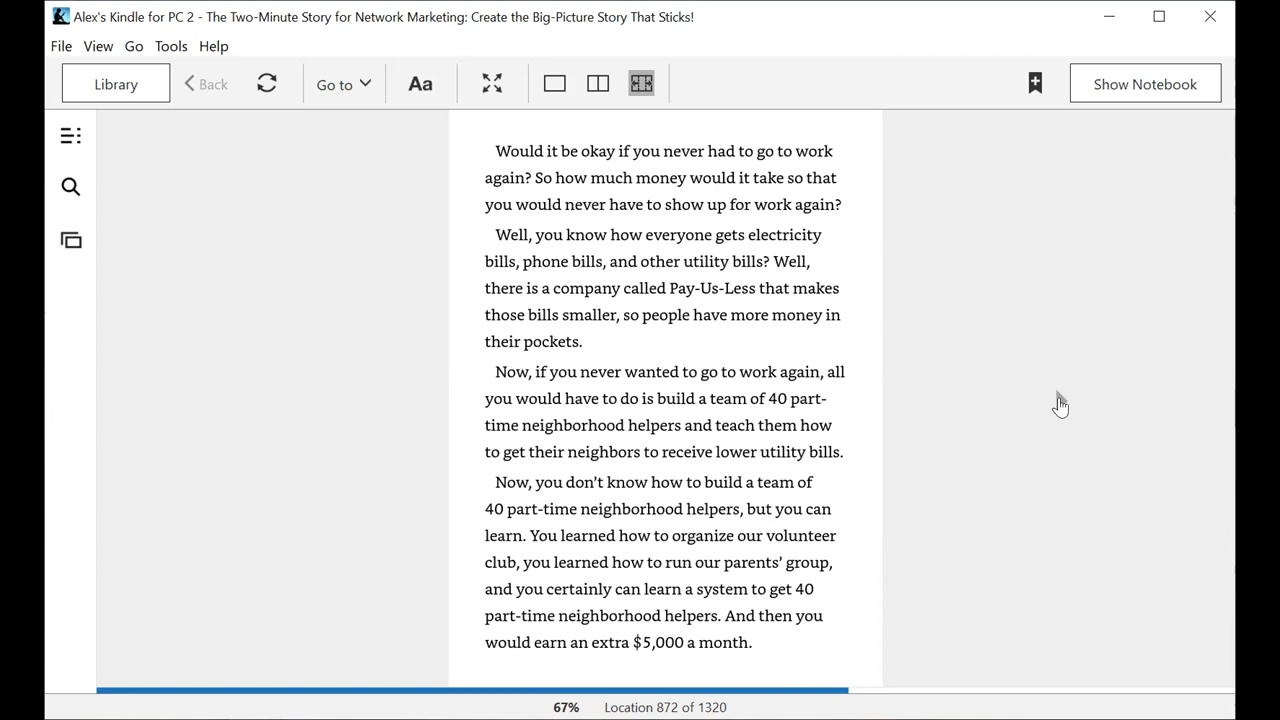 Alex's Kindle for PC 2 - The Two-Minute Story for Network Marketing: Create the Big-Picture Story That Sticks!
File View Go Tools Help
Library Back Go to Aa Show Notebook
Would it be okay if you never had to go to work
again? So how much money would it take so that
you would never have to show up for work again?
Well, you know how everyone gets electricity
bills, phone bills, and other utility bills? Well,
there is a company called Pay-Us-Less that makes
those bills smaller, so people have more money in
their pockets.
Now, if you never wanted to go to work again, all
you would have to do is build a team of 40 part-
time neighborhood helpers and teach them how
to get their neighbors to receive lower utility bills.
Now, you don’t know how to build a team of
40 part-time neighborhood helpers, but you can
learn. You learned how to organize our volunteer
club, you learned how to run our parents’ group,
and you certainly can learn a system to get 40
part-time neighborhood helpers. And then you
would earn an extra $5,000 a month.
67% Location 872 of 1320